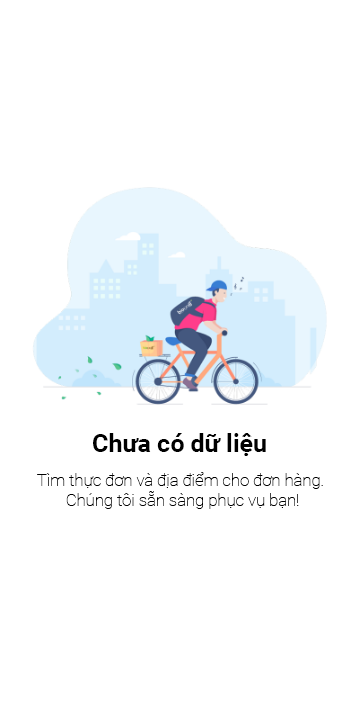 Chưa có dữ liệu
Tìm thực đơn và địa điểm cho đơn hàng.
Chúng tôi sẵn sàng phục vụ bạn!